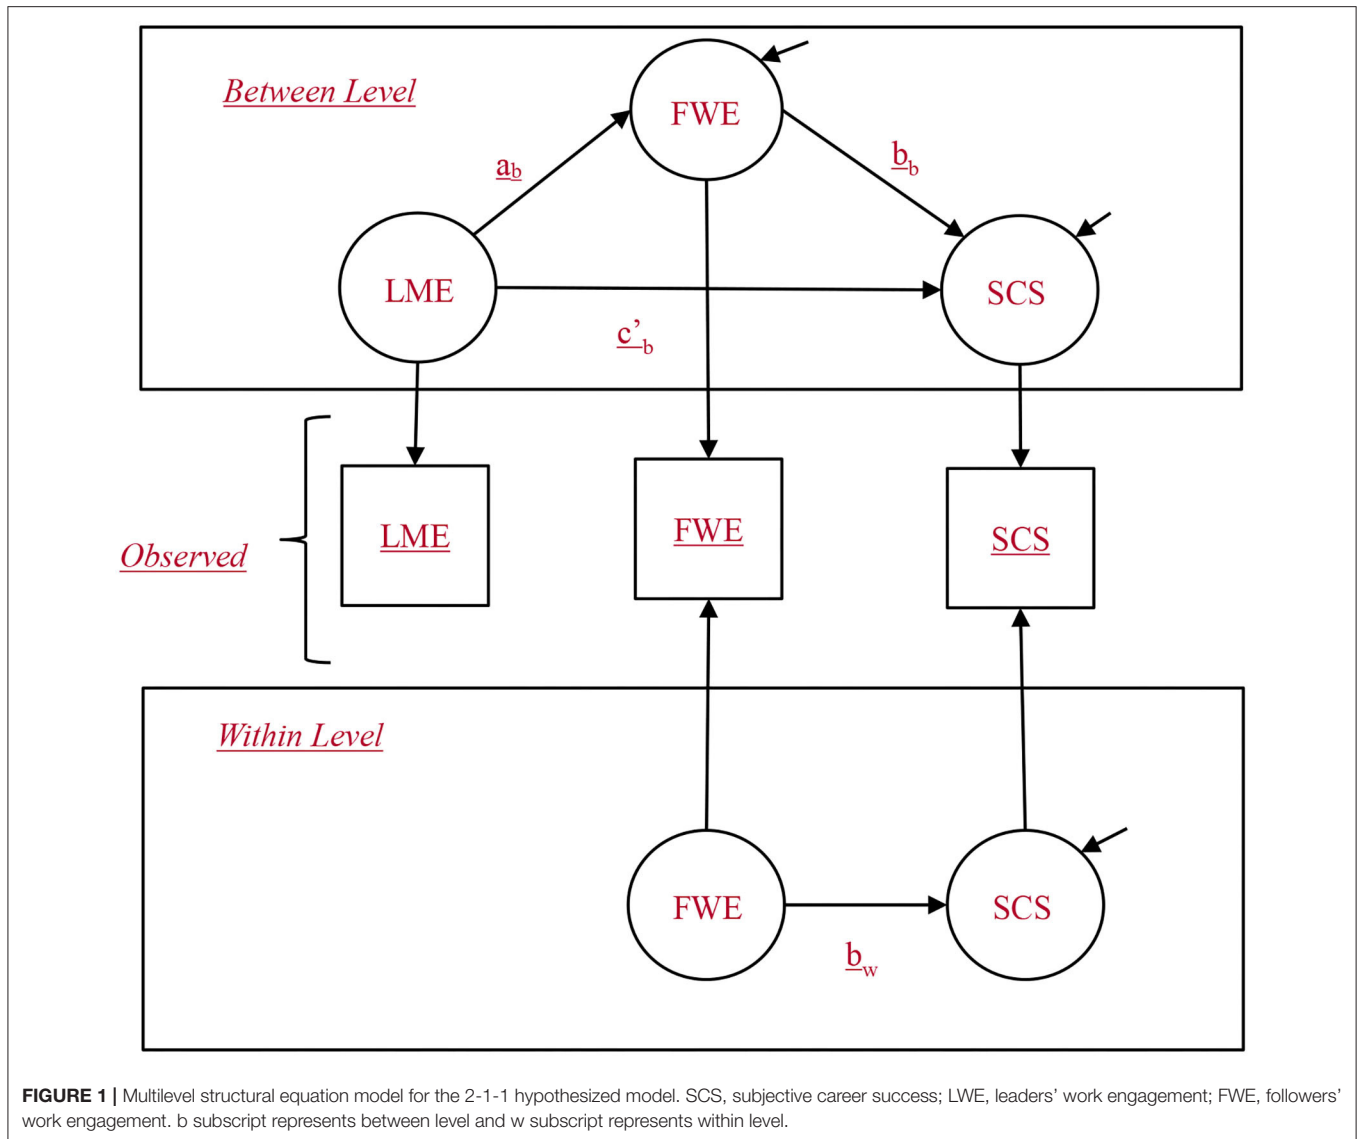 Between Level
FWE
a_b
b_b
LME
SCS
c’_b
LME
FWE
SCS
Observed
Within Level
FWE
SCS
b_w
FIGURE 1 | Multilevel structural equation model for the 2-1-1 hypothesized model. SCS, subjective career success; LWE, leaders’ work engagement; FWE, followers’
work engagement. b subscript represents between level and w subscript represents within level.